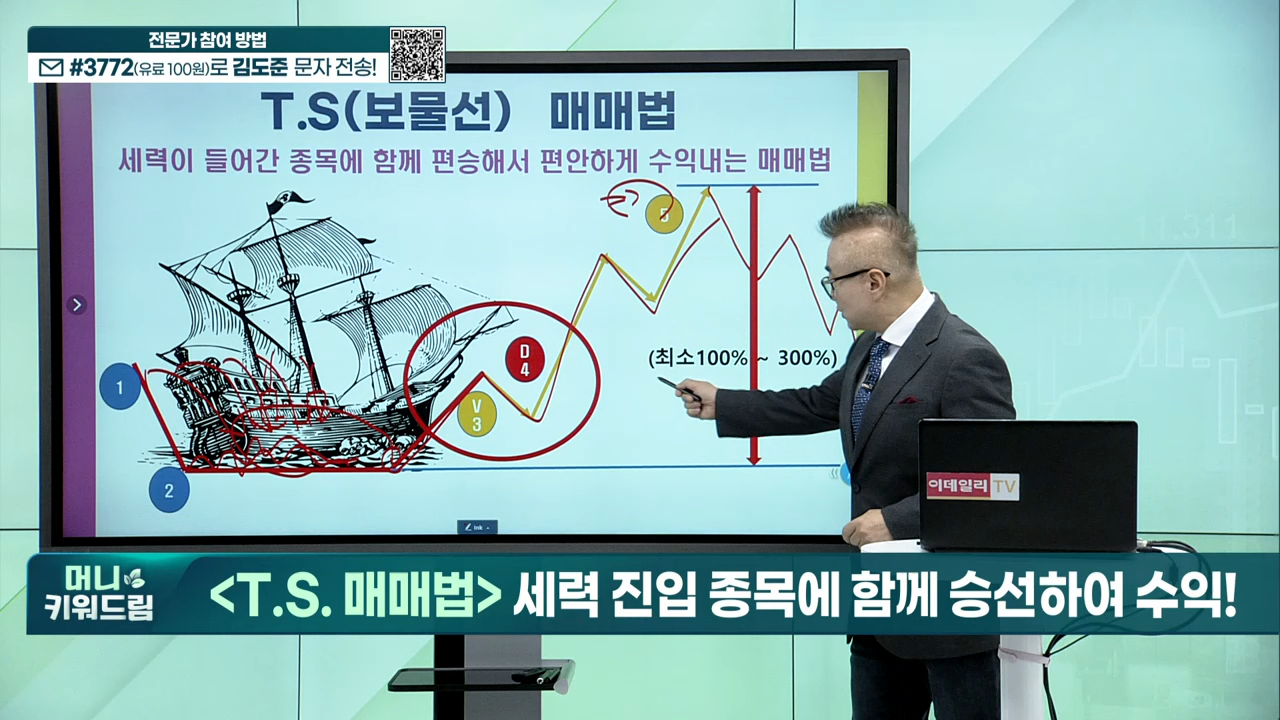 전문가 참여 방법
#3772(유료 100원)로 김도준 문자 전송!
T.S(보물선) 매매법
세력이 들어간 종목에 함께 편승해서 편안하게 수익내는 매매법
5
1
D
4
V
3
(최소100% ~ 300%)
2
Ink
이데일리TV
머니
키워드림
<T.S. 매매법> 세력 진입 종목에 함께 승선하여 수익!
11.311